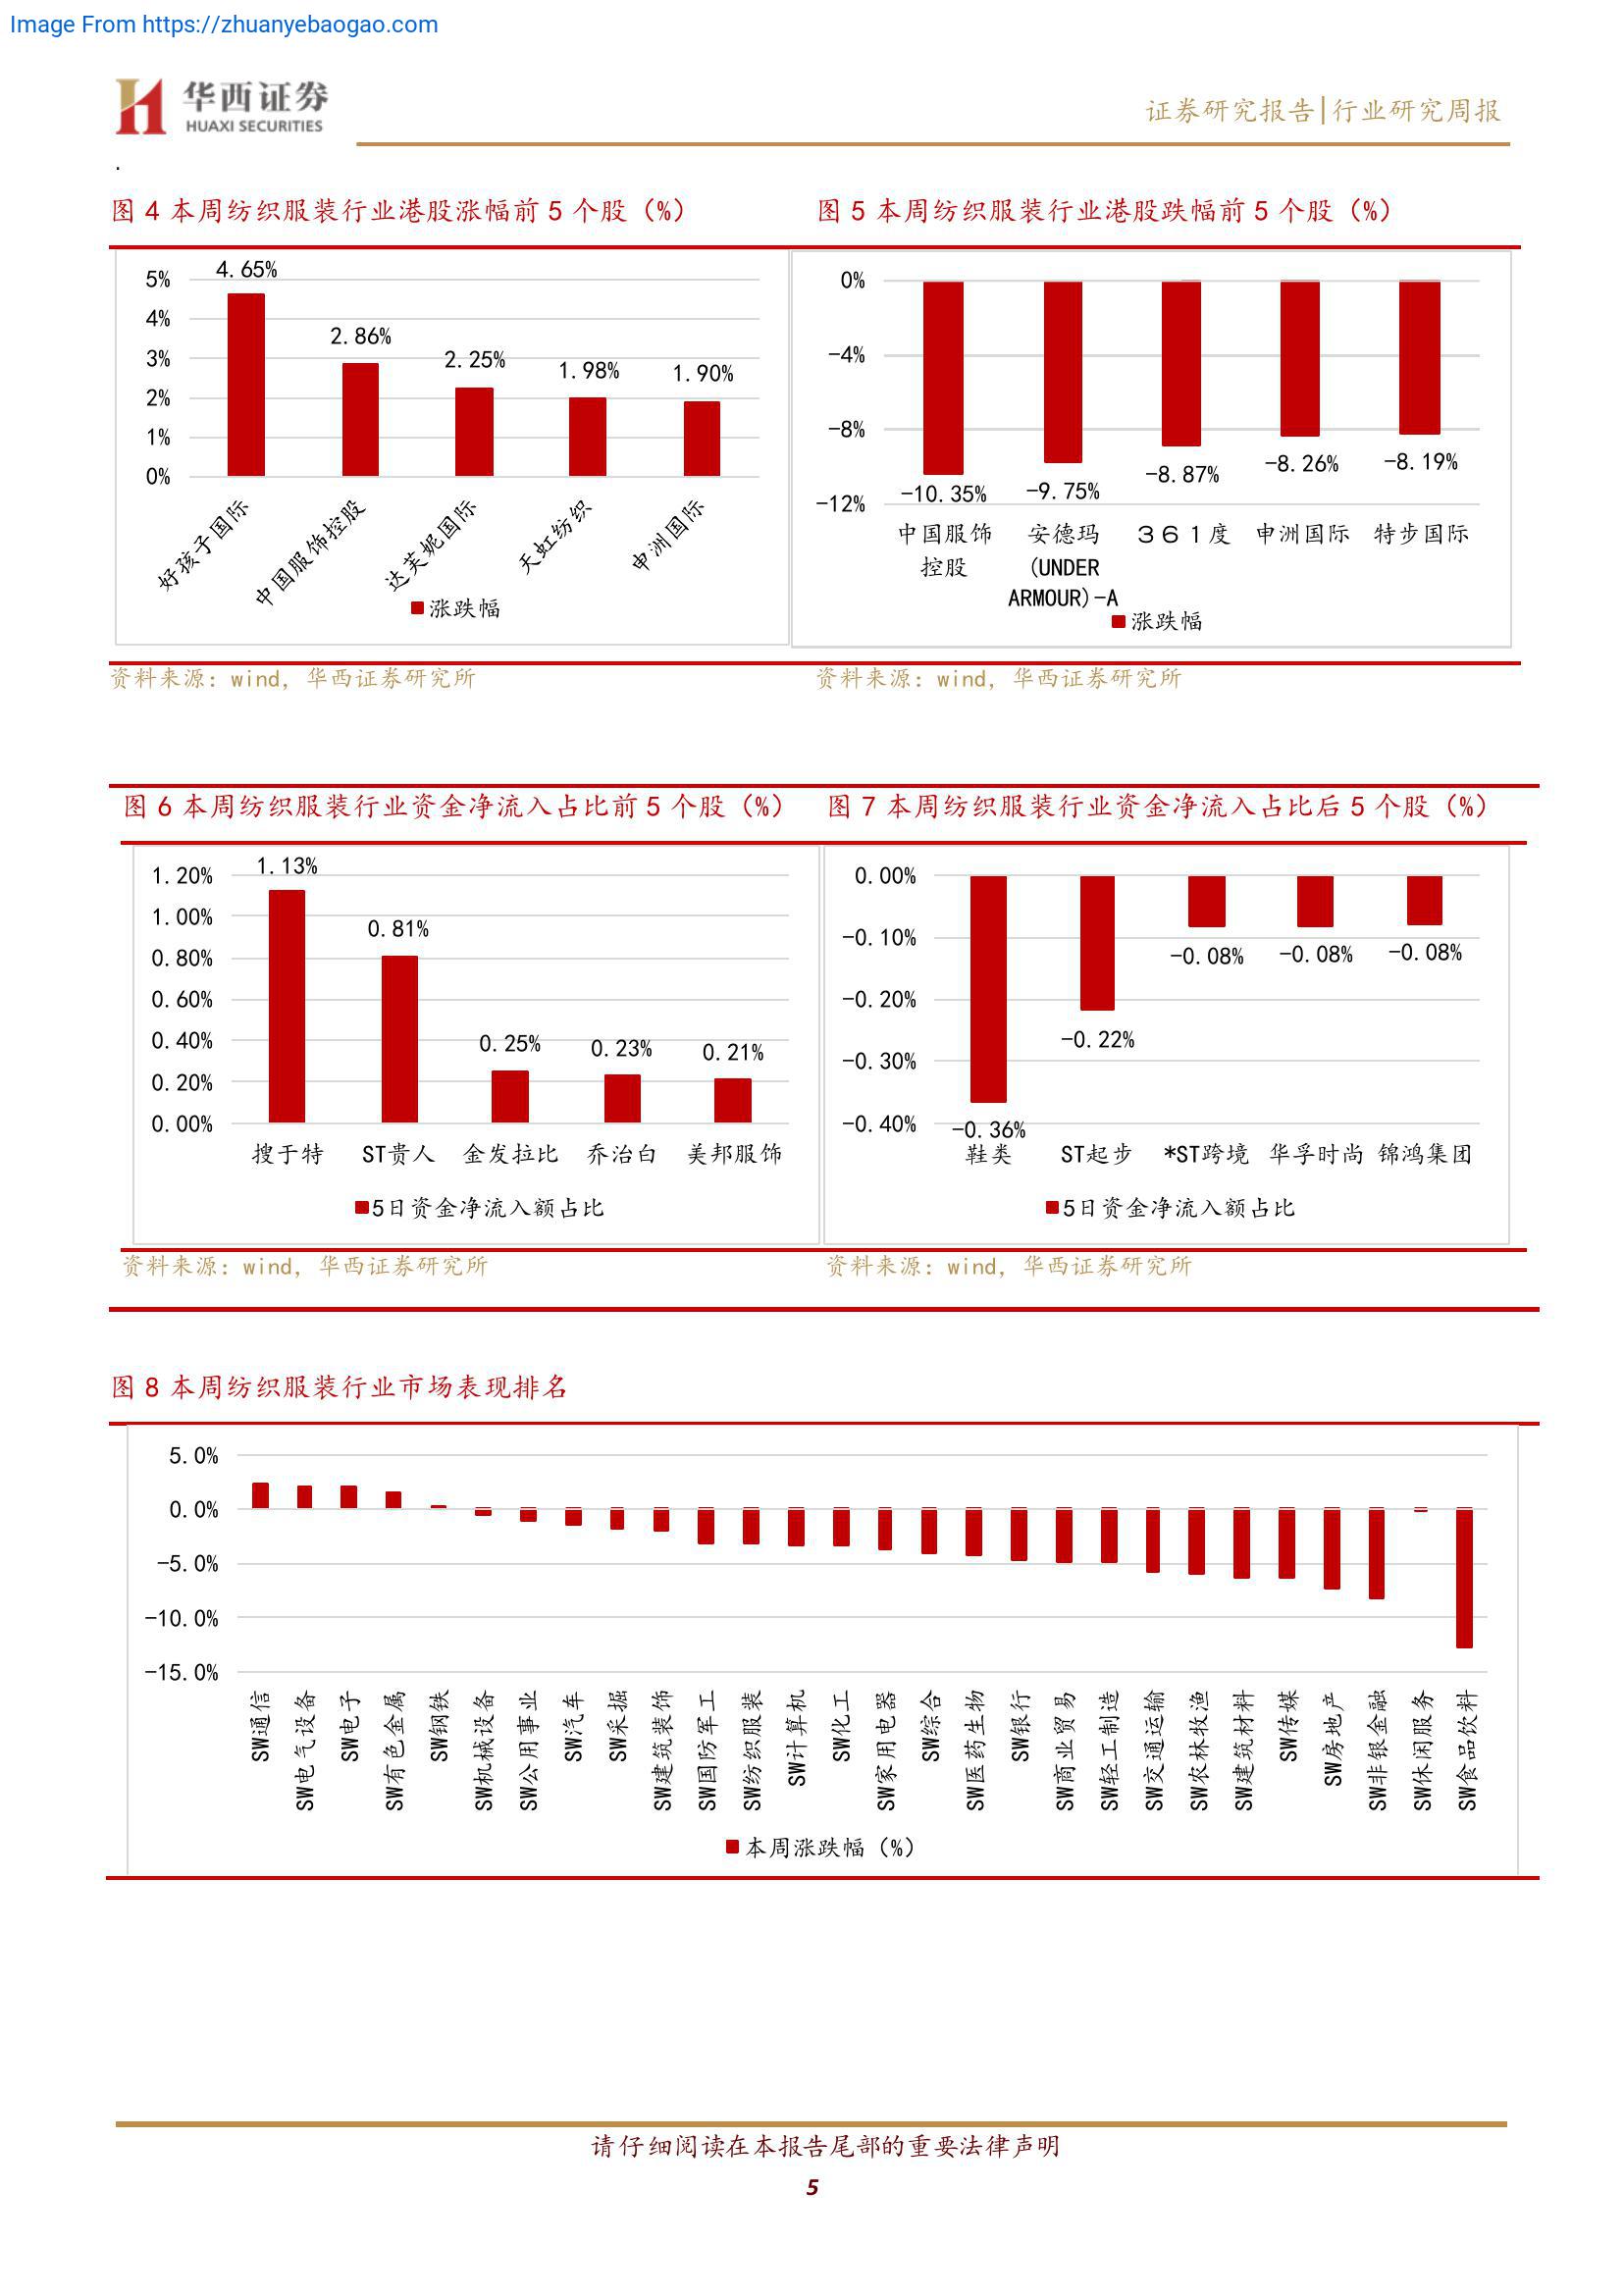 Image From https://zhuanyebaogao.com
华西证券
HUAXI SECURITIES
证券研究报告|行业研究周报
.
图 4 本周纺织服装行业港股涨幅前 5 个股（%）
5%
4%
3%
2%
1%
0%
4.65%
2.86%
2.25%
1.98%
1.90%
好孩子国际
中国服饰控股
达芙妮国际
天虹纺织
申洲国际
涨跌幅
资料来源：wind，华西证券研究所
图 5 本周纺织服装行业港股跌幅前 5 个股（%）
0%
-4%
-8%
-12%
-10.35%
-9.75%
-8.87%
-8.26%
-8.19%
中国服饰
控股
安德玛
(UNDER
ARMOUR)-A
３６１度
申洲国际
特步国际
涨跌幅
资料来源：wind，华西证券研究所
图 6 本周纺织服装行业资金净流入占比前 5 个股（%）
1.20%
1.00%
0.80%
0.60%
0.40%
0.20%
0.00%
1.13%
0.81%
0.25%
0.23%
0.21%
搜于特
ST贵人
金发拉比
乔治白
美邦服饰
5日资金净流入额占比
资料来源：wind，华西证券研究所
图 7 本周纺织服装行业资金净流入占比后 5 个股（%）
0.00%
-0.10%
-0.20%
-0.30%
-0.40%
-0.36%
-0.22%
-0.08%
-0.08%
-0.08%
鞋类
ST起步
*ST跨境
华孚时尚
锦鸿集团
5日资金净流入额占比
资料来源：wind，华西证券研究所
图 8 本周纺织服装行业市场表现排名
5.0%
0.0%
-5.0%
-10.0%
-15.0%
SW通信
SW电气设备
SW电子
SW有色金属
SW钢铁
SW机械设备
SW公用事业
SW汽车
SW采掘
SW建筑装饰
SW国防军工
SW纺织服装
SW计算机
SW化工
SW家用电器
SW综合
SW医药生物
SW银行
SW商业贸易
SW轻工制造
SW交通运输
SW农林牧渔
SW建筑材料
SW传媒
SW房地产
SW非银金融
SW休闲服务
SW食品饮料
本周涨跌幅（%）
请仔细阅读在本报告尾部的重要法律声明
5